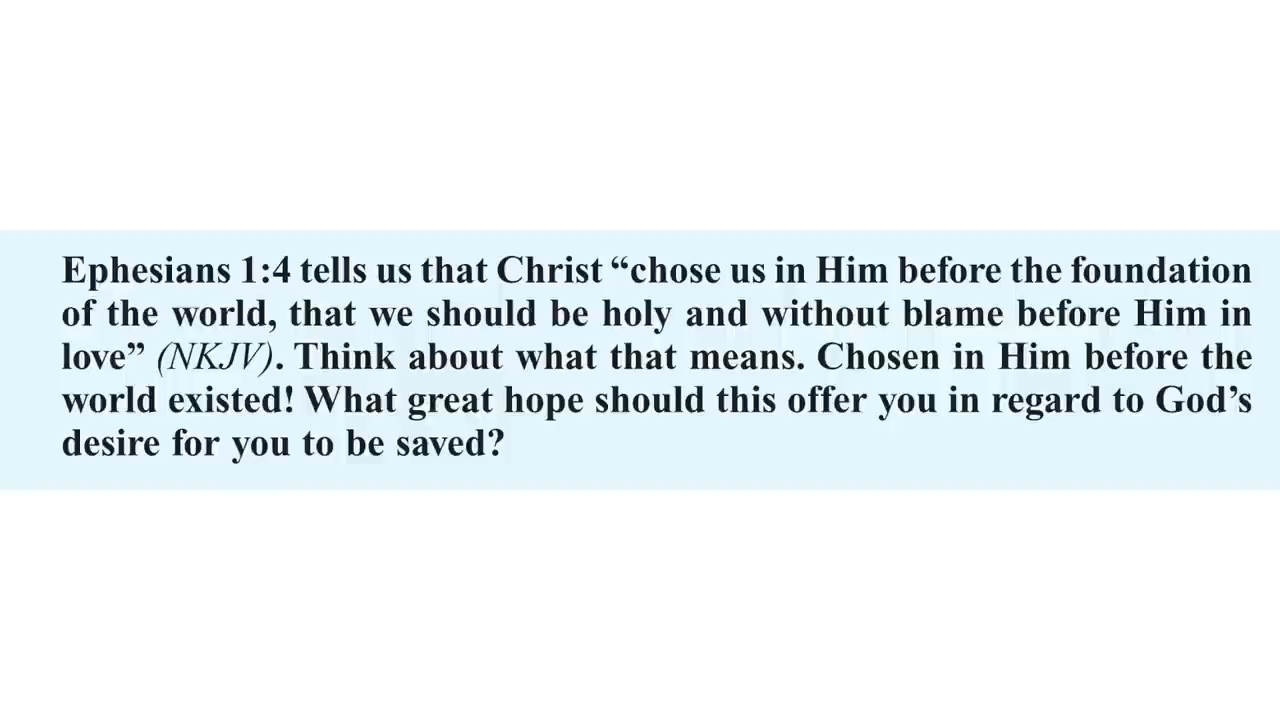 Ephesians 1:4 tells us that Christ “chose us in Him before the foundation
of the world, that we should be holy and without blame before Him in
love” (NKJV). Think about what that means. Chosen in Him before the
world existed! What great hope should this offer you in regard to God’s
desire for you to be saved?